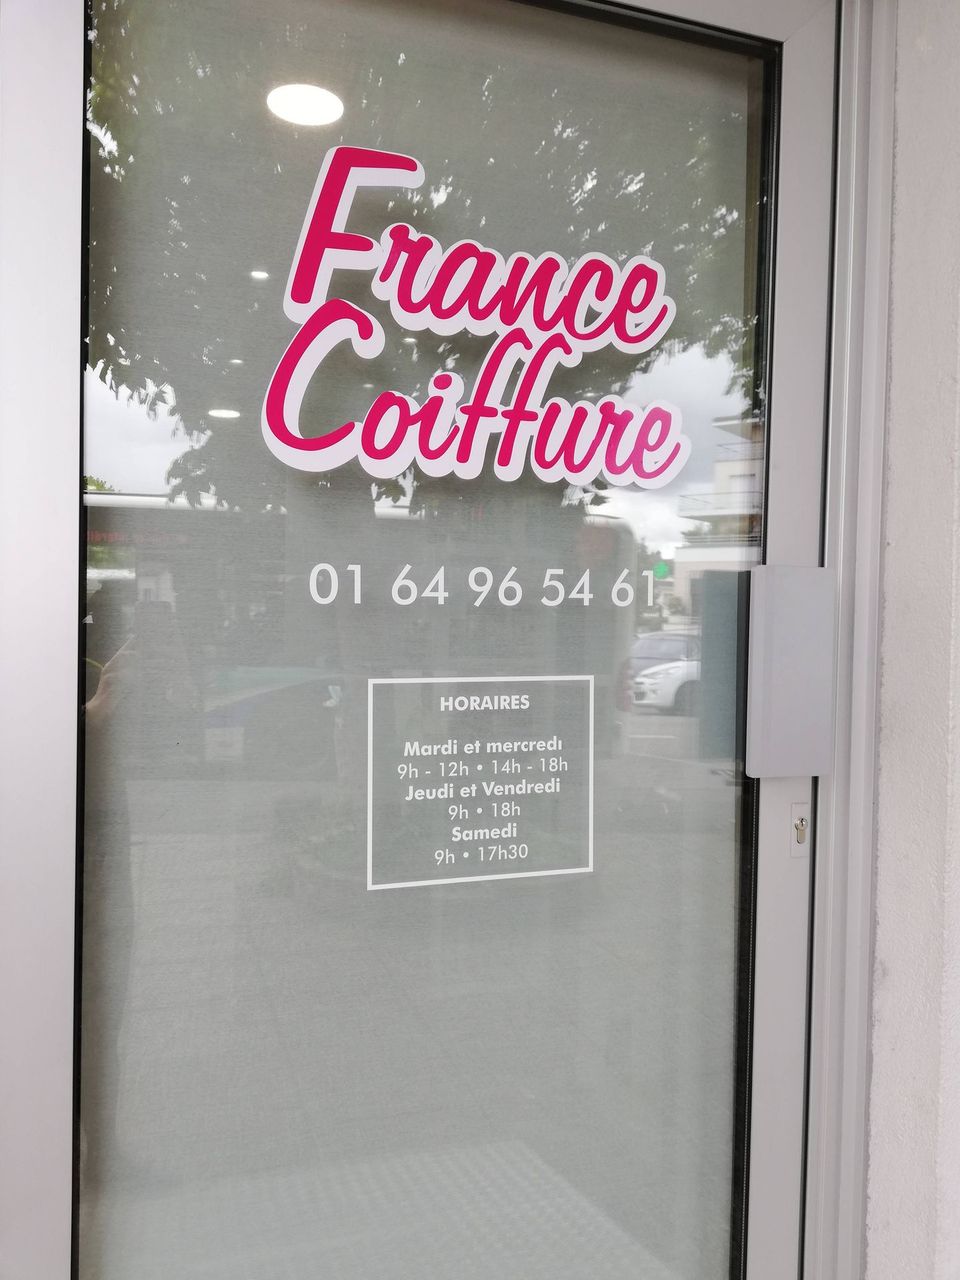 France
Coiffure
01 64 96 54 61
HORAIRES
Mardi et mercredi
9h - 12h • 14h - 18h
Jeudi et Vendredi
9h • 18h
Samedi
9h • 17h30